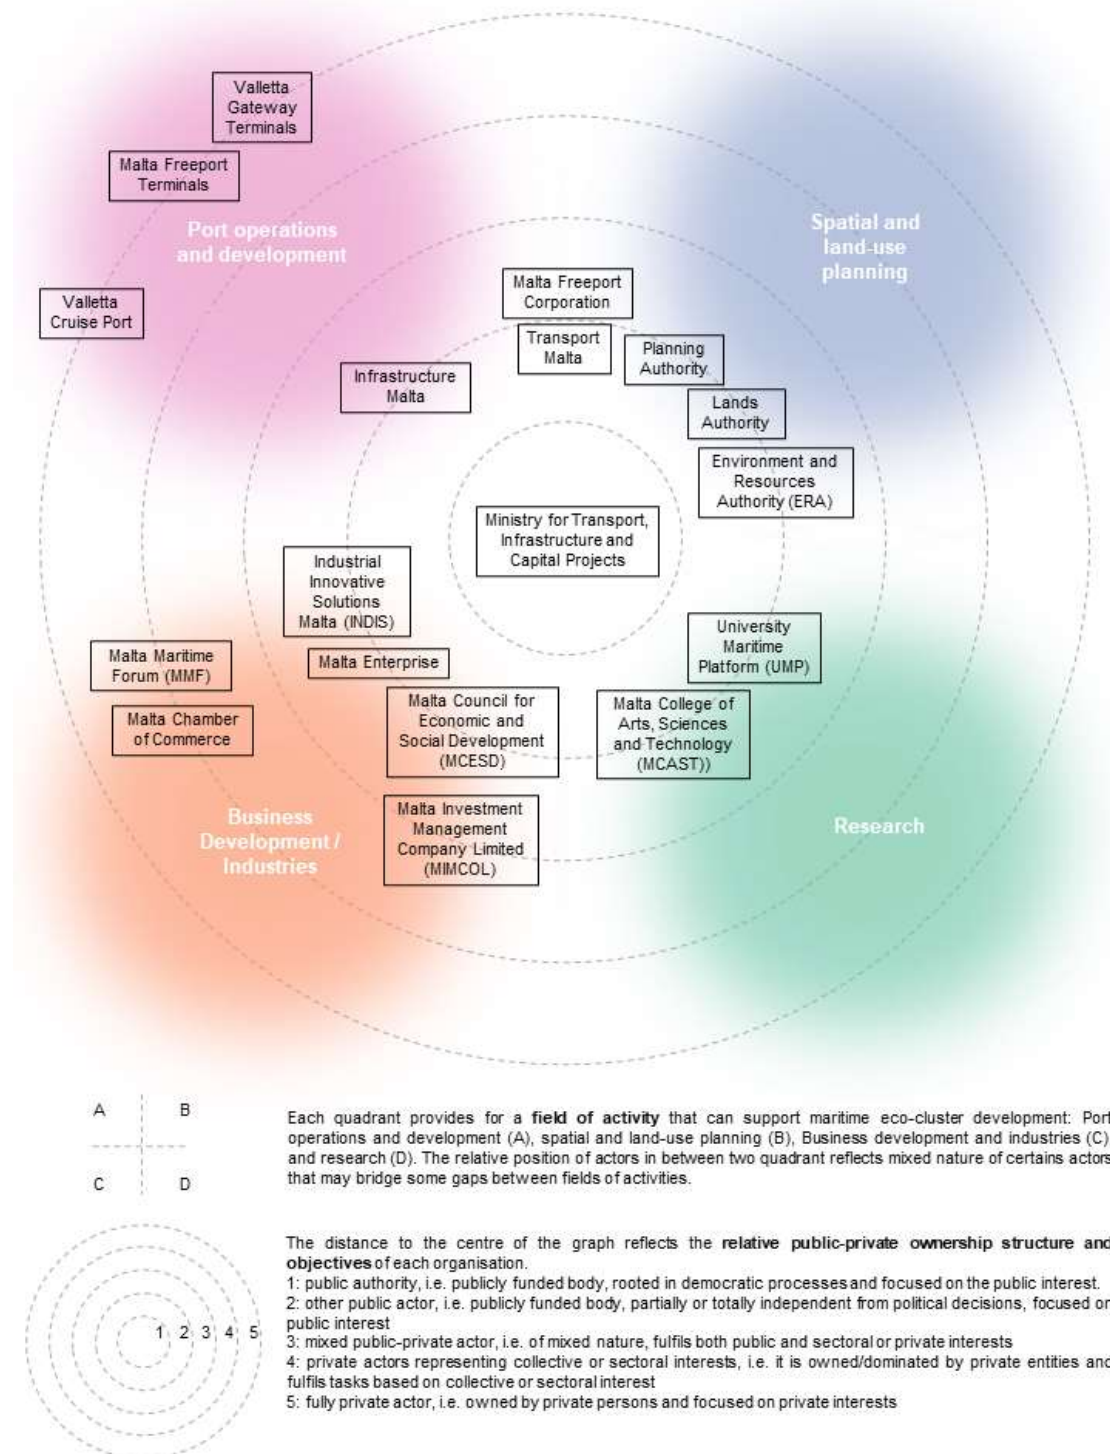 Valletta
Gateway
Terminals
Malta Freeport
Terminals
Port operations
and development
Spatial and
land-use
planning
Valletta
Cruise Port
Malta Freeport
Corporation
Transport
Malta
Planning
Authority
Infrastructure
Malta
Lands
Authority
Environment and
Resources
Authority (ERA)
Ministry for Transport,
Infrastructure and
Capital Projects
Industrial
Innovative
Solutions
Malta (INDIS)
University
Maritime
Platform (UMP)
Malta Maritime
Forum (MMF)
Malta Enterprise
Malta Chamber
of Commerce
Malta Council for
Economic and
Social Development
(MCESD)
Malta College of
Arts, Sciences
and Technology
(MCAST))
Business
Development /
Industries
Malta Investment
Management
Company Limited
(MIMCOL)
Research
A B
C D
Each quadrant provides for a field of activity that can support maritime eco-cluster development: Port
operations and development (A), spatial and land-use planning (B), Business development and industries (C)
and research (D). The relative position of actors in between two quadrant reflects mixed nature of certains actors
that may bridge some gaps between fields of activities.
The distance to the centre of the graph reflects the relative public-private ownership structure and
objectives of each organisation.
1: public authority, i.e. publicly funded body, rooted in democratic processes and focused on the public interest.
2: other public actor, i.e. publicly funded body, partially or totally independent from political decisions, focused on
public interest
3: mixed public-private actor, i.e. of mixed nature, fulfils both public and sectoral or private interests
4: private actors representing collective or sectoral interests, i.e. it is owned/dominated by private entities and
fulfils tasks based on collective or sectoral interest
5: fully private actor, i.e. owned by private persons and focused on private interests
1 2 3 4 5